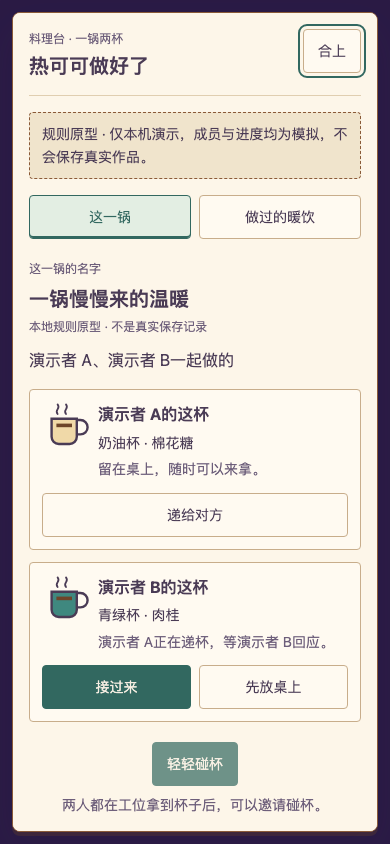 料理台 · 一锅两杯
热可可做好了
合上
规则原型 · 仅本机演示，成员与进度均为模拟，不
会保存真实作品。
这一锅
做过的暖饮
这一锅的名字
一锅慢慢来的温暖
本地规则原型 · 不是真实保存记录
演示者 A、演示者 B一起做的
演示者 A的这杯
奶油杯 · 棉花糖
留在桌上，随时可以来拿。
递给对方
演示者 B的这杯
青绿杯 · 肉桂
演示者 A正在递杯，等演示者 B回应。
接过来
先放桌上
轻轻碰杯
两人都在工位拿到杯子后，可以邀请碰杯。